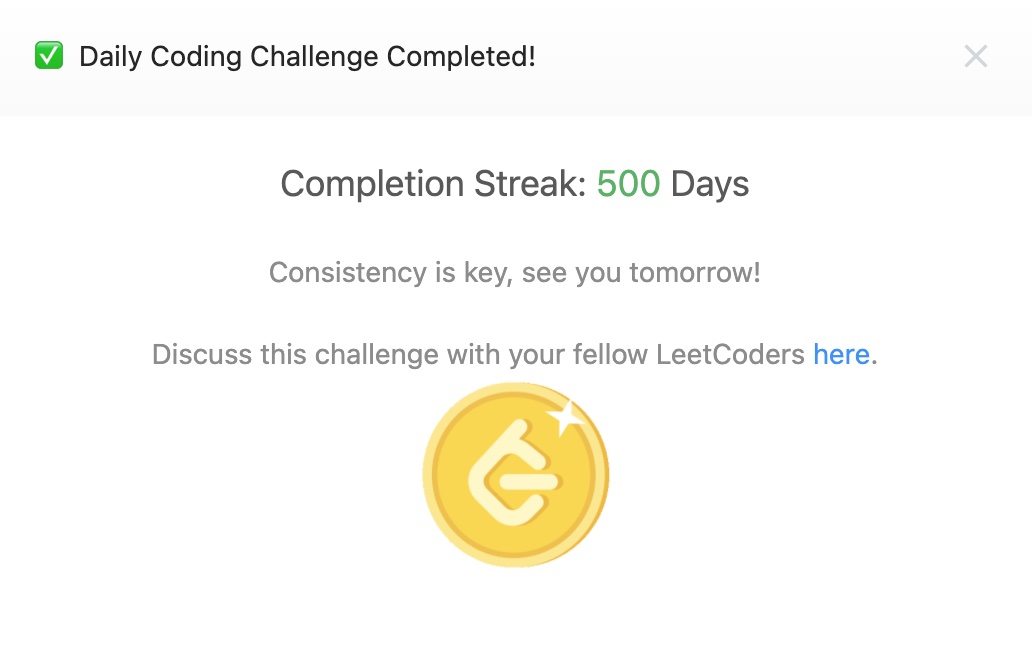 ✅ Daily Coding Challenge Completed!
Completion Streak: 500 Days
Consistency is key, see you tomorrow!
Discuss this challenge with your fellow LeetCoders here.